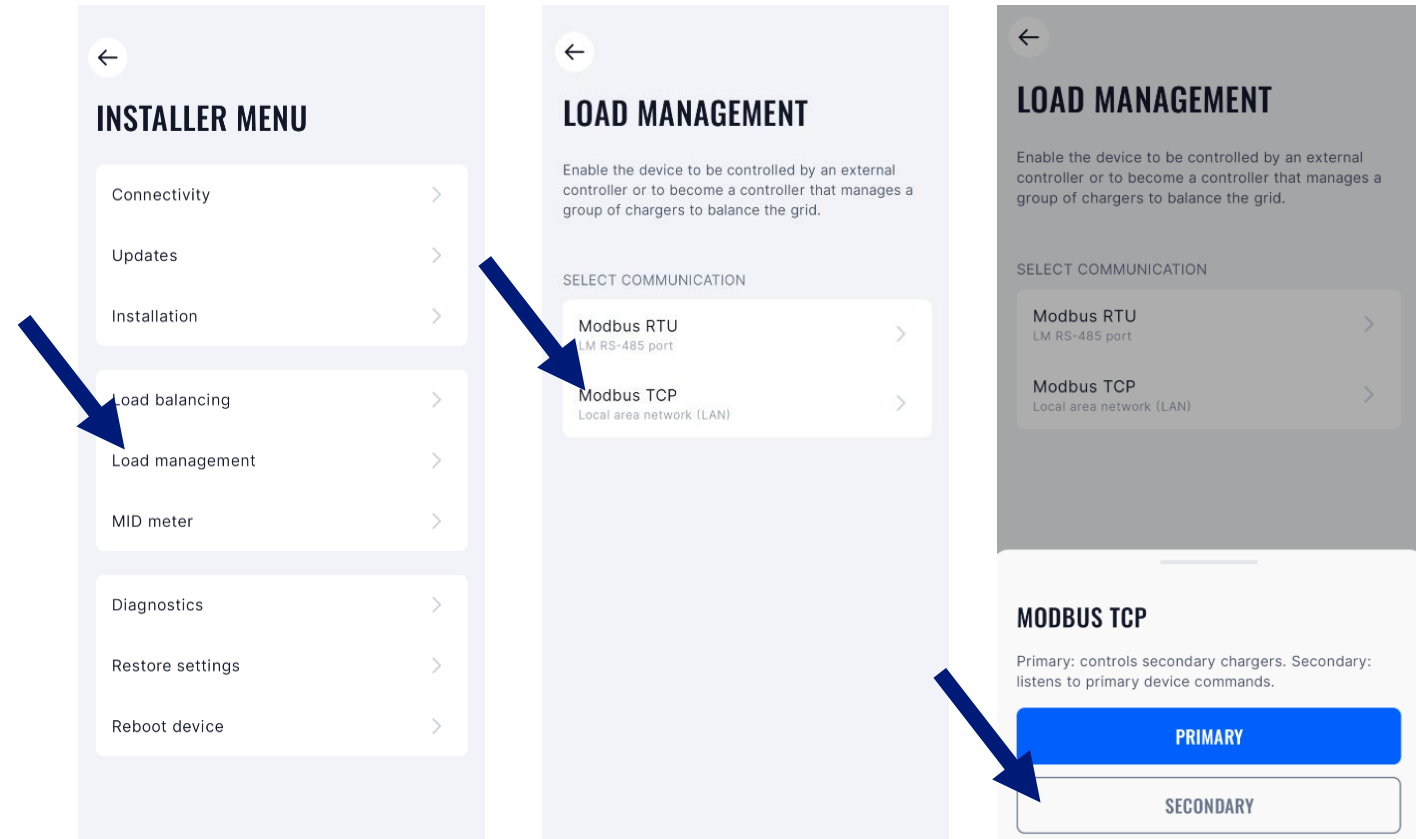 INSTALLER MENU
Connectivity
Updates
Installation
Load balancing
Load management
MID meter
Diagnostics
Restore settings
Reboot device
LOAD MANAGEMENT
Enable the device to be controlled by an external
controller or to become a controller that manages a
group of chargers to balance the grid.
SELECT COMMUNICATION
Modbus RTU
LM RS-485 port
Modbus TCP
Local area network (LAN)
LOAD MANAGEMENT
Enable the device to be controlled by an external
controller or to become a controller that manages a
group of chargers to balance the grid.
SELECT COMMUNICATION
Modbus RTU
LM RS-485 port
Modbus TCP
Local area network (LAN)
MODBUS TCP
Primary: controls secondary chargers. Secondary:
listens to primary device commands.
PRIMARY
SECONDARY